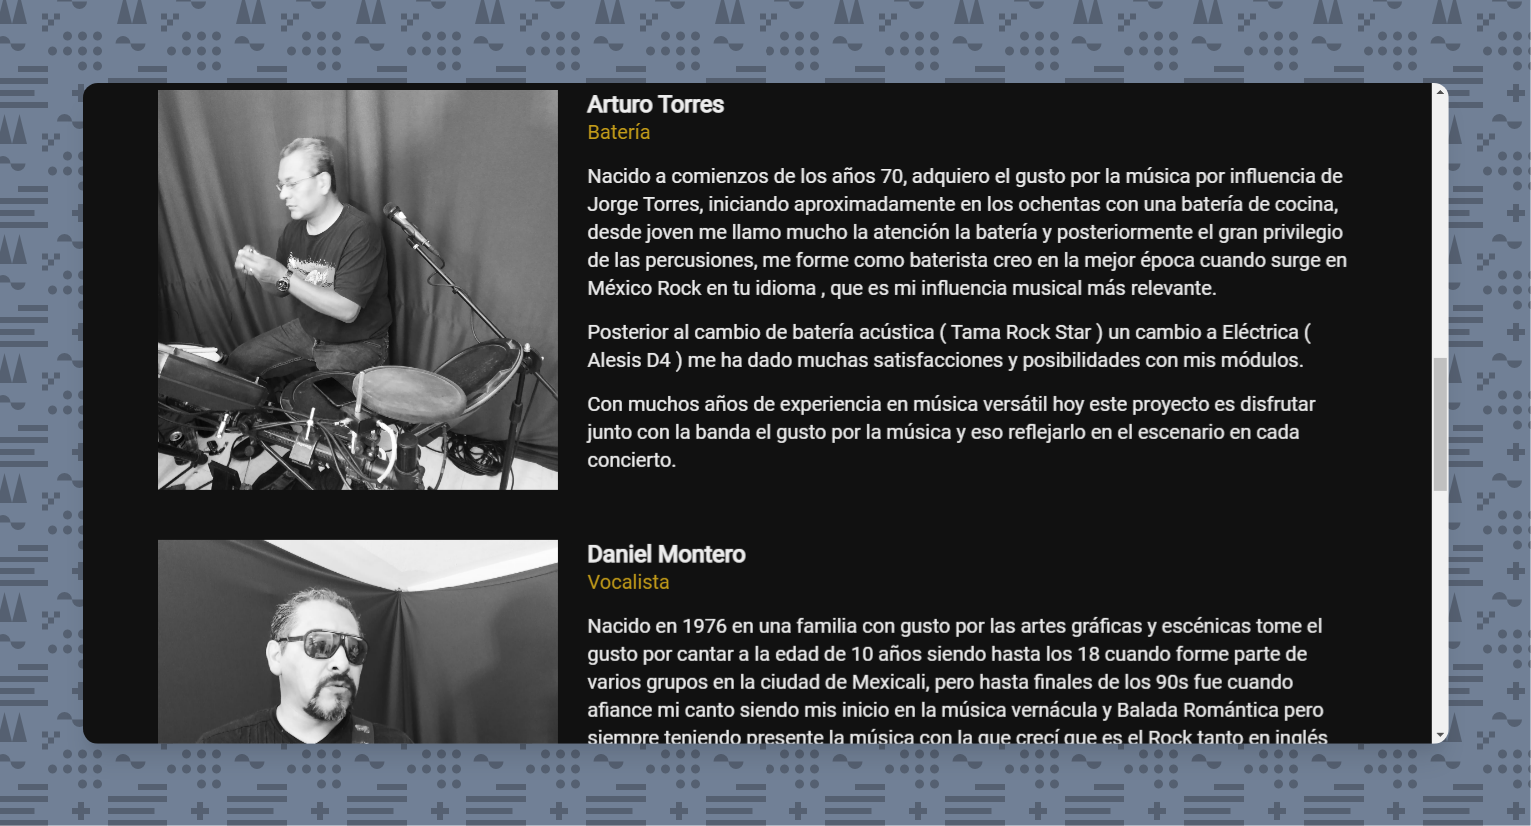 Arturo Torres
Batería
Nacido a comienzos de los años 70, adquiero el gusto por la música por influencia de
Jorge Torres, iniciando aproximadamente en los ochentas con una batería de cocina,
desde joven me llamo mucho la atención la batería y posteriormente el gran privilegio
de las percusiones, me forme como baterista creo en la mejor época cuando surge en
México Rock en tu idioma , que es mi influencia musical más relevante.
Posterior al cambio de batería acústica ( Tama Rock Star ) un cambio a Eléctrica (
Alesis D4 ) me ha dado muchas satisfacciones y posibilidades con mis módulos.
Con muchos años de experiencia en música versátil hoy este proyecto es disfrutar
junto con la banda el gusto por la música y eso reflejarlo en el escenario en cada
concierto.
Daniel Montero
Vocalista
Nacido en 1976 en una familia con gusto por las artes gráficas y escénicas tome el
gusto por cantar a la edad de 10 años siendo hasta los 18 cuando forme parte de
varios grupos en la ciudad de Mexicali, pero hasta finales de los 90s fue cuando
afiance mi canto siendo mis inicio en la música vernácula y Balada Romántica pero
siempre teniendo presente la música con la que crecí que es el Rock tanto en inglés